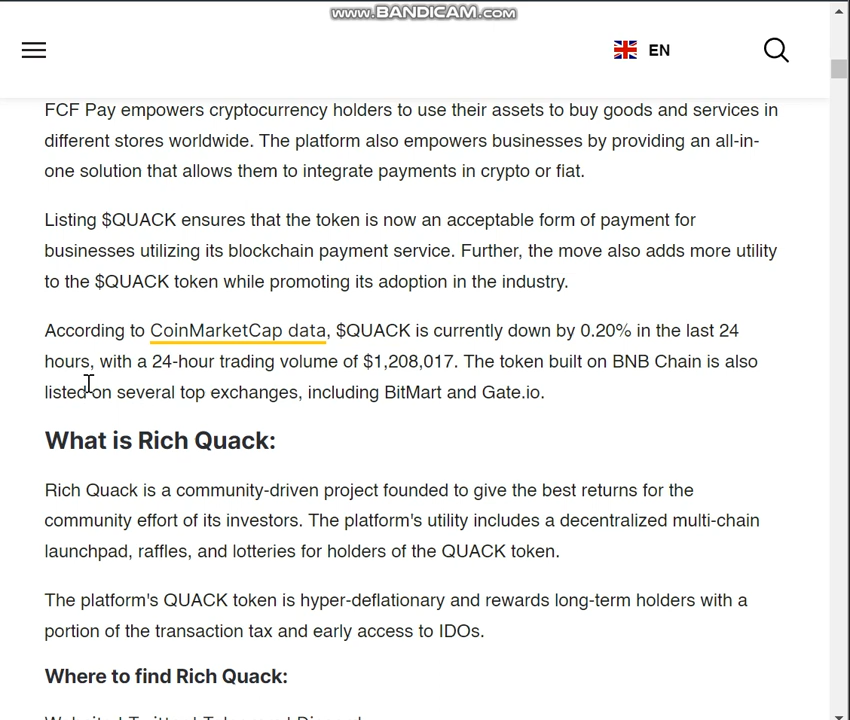 www.BANDICAM.com
EN
FCF Pay empowers cryptocurrency holders to use their assets to buy goods and services in
different stores worldwide. The platform also empowers businesses by providing an all-in-
one solution that allows them to integrate payments in crypto or fiat.
Listing $QUACK ensures that the token is now an acceptable form of payment for
businesses utilizing its blockchain payment service. Further, the move also adds more utility
to the $QUACK token while promoting its adoption in the industry.
According to CoinMarketCap data, $QUACK is currently down by 0.20% in the last 24
hours, with a 24-hour trading volume of $1,208,017. The token built on BNB Chain is also
listed on several top exchanges, including BitMart and Gate.io.
What is Rich Quack:
Rich Quack is a community-driven project founded to give the best returns for the
community effort of its investors. The platform's utility includes a decentralized multi-chain
launchpad, raffles, and lotteries for holders of the QUACK token.
The platform's QUACK token is hyper-deflationary and rewards long-term holders with a
portion of the transaction tax and early access to IDOs.
Where to find Rich Quack: